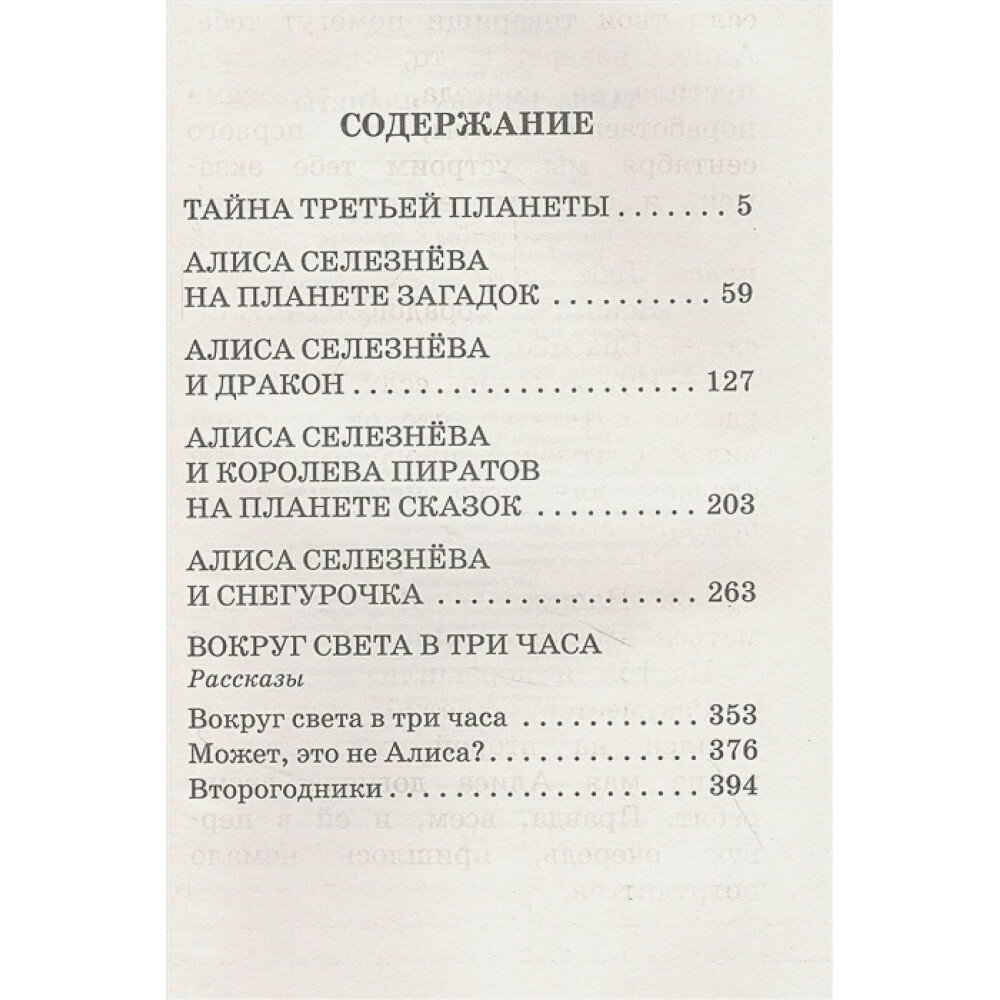 СОДЕРЖАНИЕ
ТАЙНА ТРЕТЬЕЙ ПЛАНЕТЫ ....... 5
АЛИСА СЕЛЕЗНЁВА
НА ПЛАНЕТЕ ЗАГАДОК .......... 59
АЛИСА СЕЛЕЗНЁВА
И ДРАКОН ..................... 127
АЛИСА СЕЛЕЗНЁВА
И КОРОЛЕВА ПИРАТОВ
НА ПЛАНЕТЕ СКАЗОК .......... 203
АЛИСА СЕЛЕЗНЁВА
И СНЕГУРОЧКА ................ 263
ВОКРУГ СВЕТА В ТРИ ЧАСА
Рассказы
Вокруг света в три часа ........... 353
Может, это не Алиса? ............. 376
Второгодники ................... 394